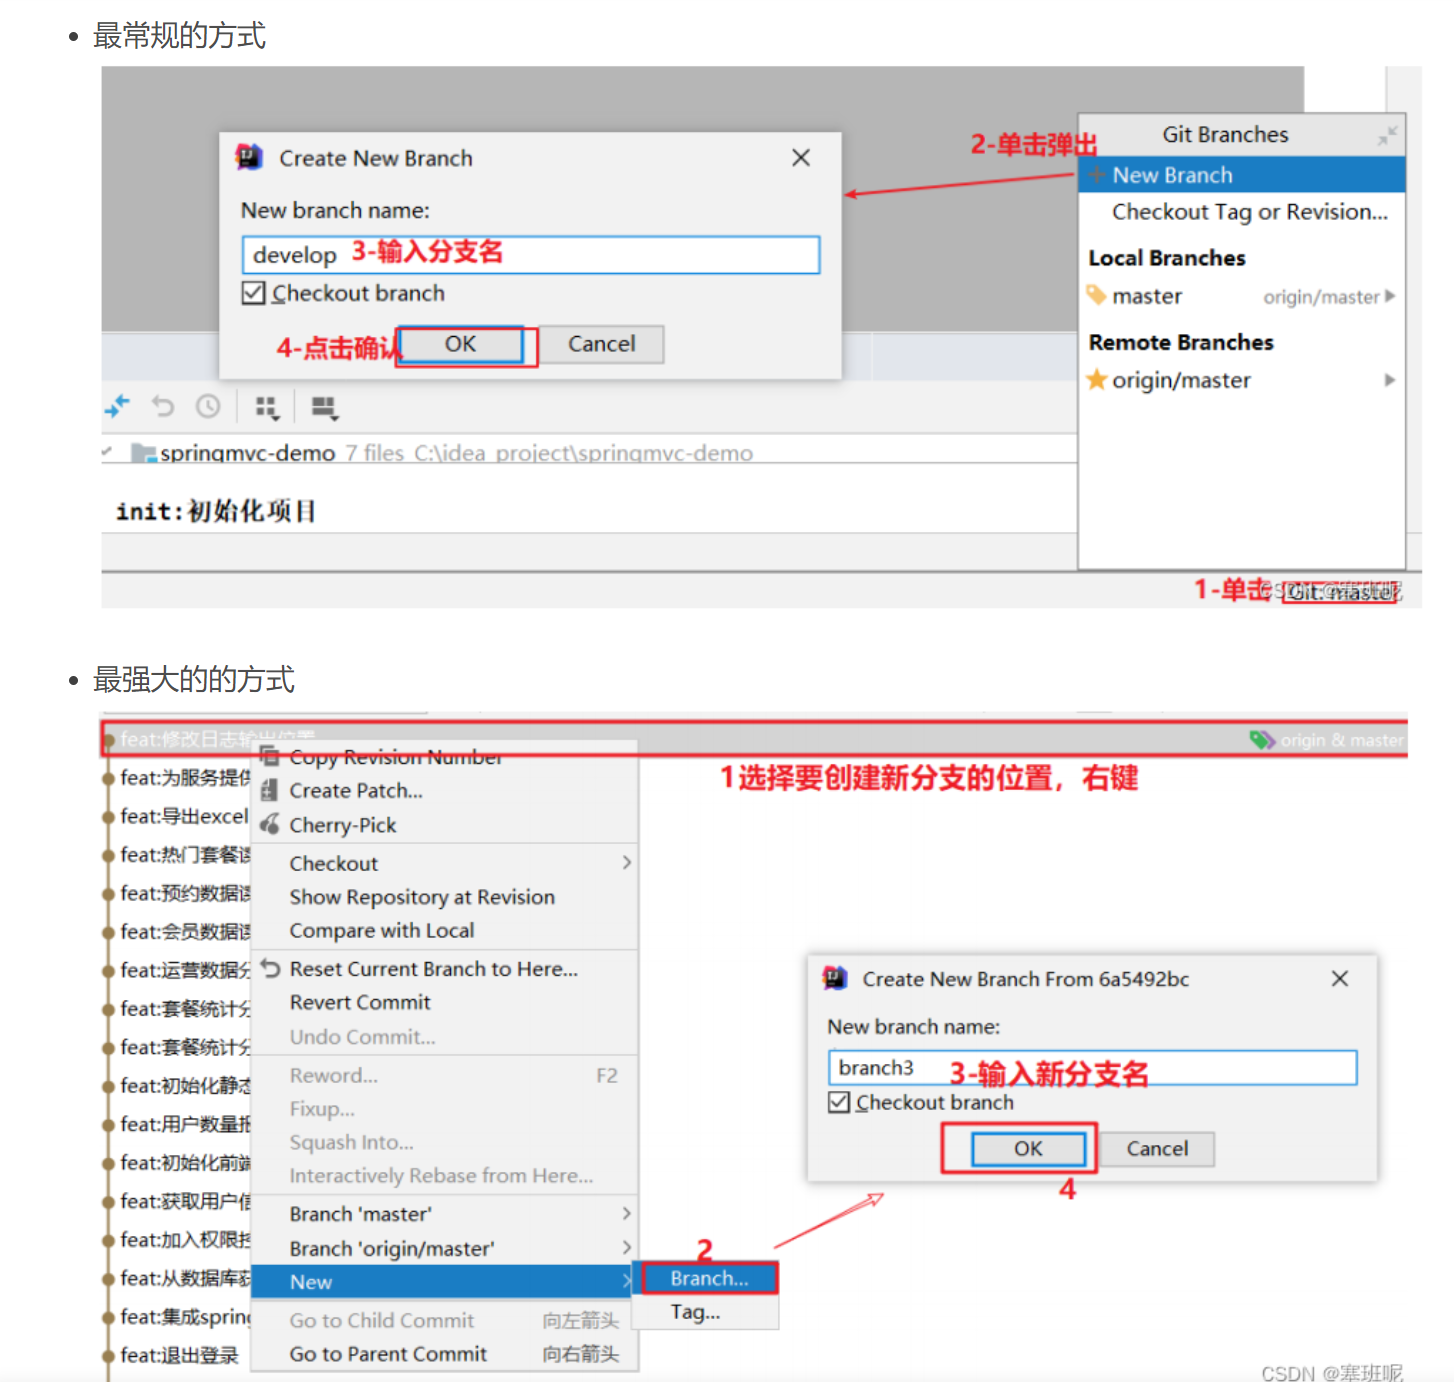 最常规的方式
Create New Branch
New branch name:
develop
3-输入分支名
Checkout branch
4-点击确认
OK
Cancel
2-单击弹出
Git Branches
New Branch
Checkout Tag or Revision...
Local Branches
master
origin/master
Remote Branches
origin/master
springmvc-demo 7 files C:\idea_project\springmvc-demo
init:初始化项目
1-单击
Git: master
CSDN @塞班呢
最强大的的方式
feat:修改日志输出位置
origin & master
1选择要创建新分支的位置，右键
feat:为服务提供
feat:导出excel
feat:热门套餐
feat:预约数据
feat:会员数据
feat:运营数据分
feat:套餐统计分
feat:套餐统计分
feat:初始化静态
feat:用户数量报
feat:初始化前端
feat:获取用户信
feat:加入权限控
feat:从数据库获
feat:集成spring
feat:退出登录
Copy Revision Number
Create Patch...
Cherry-Pick
Checkout
Show Repository at Revision
Compare with Local
Reset Current Branch to Here...
Revert Commit
Undo Commit...
Reword... F2
Fixup...
Squash Into...
Interactively Rebase from Here...
Branch 'master'
Branch 'origin/master'
New
Go to Child Commit 向左箭头
Go to Parent Commit 向右箭头
2
Branch...
Tag...
Create New Branch From 6a5492bc
New branch name:
branch3
3-输入新分支名
Checkout branch
OK
Cancel
4
CSDN @塞班呢